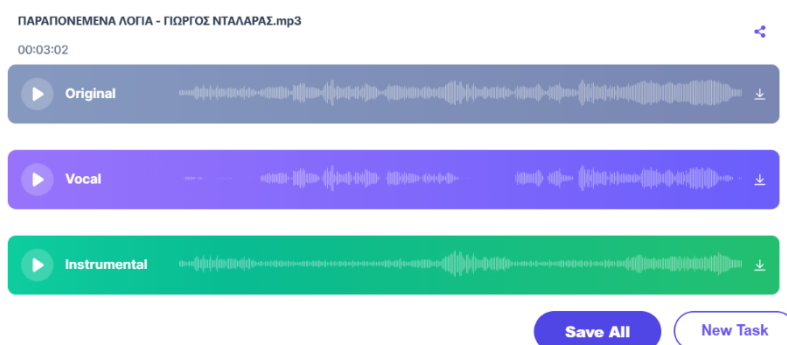 ΠΑΡΑΠΟΝΕΜΕΝΑ ΛΟΓΙΑ - ΓΙΩΡΓΟΣ ΝΤΑΛΑΡΑΣ.mp3
00:03:02
Original
Vocal
Instrumental
Save All
New Task